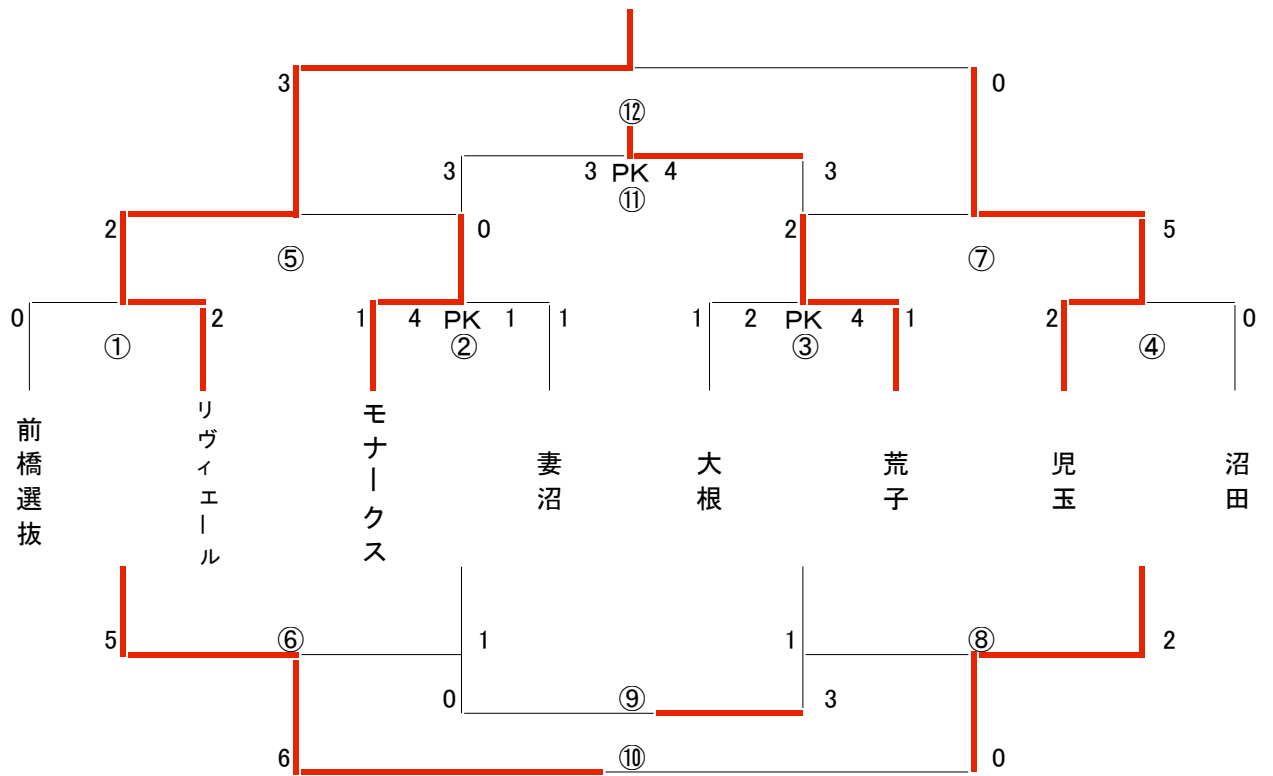 3 0
⑫
3 3 PK 4 3
⑪
2 0 2 5
⑤ ⑦
0 2 1 4 PK 1 1 1 2 PK 4 1 2 0
① ② ③ ④
前橋選抜
リヴィエール
モナークス
妻沼
大根
荒子
児玉
沼田
5 ⑥ 1 1 ⑧ 2
0 ⑨ 3
6 ⑩ 0